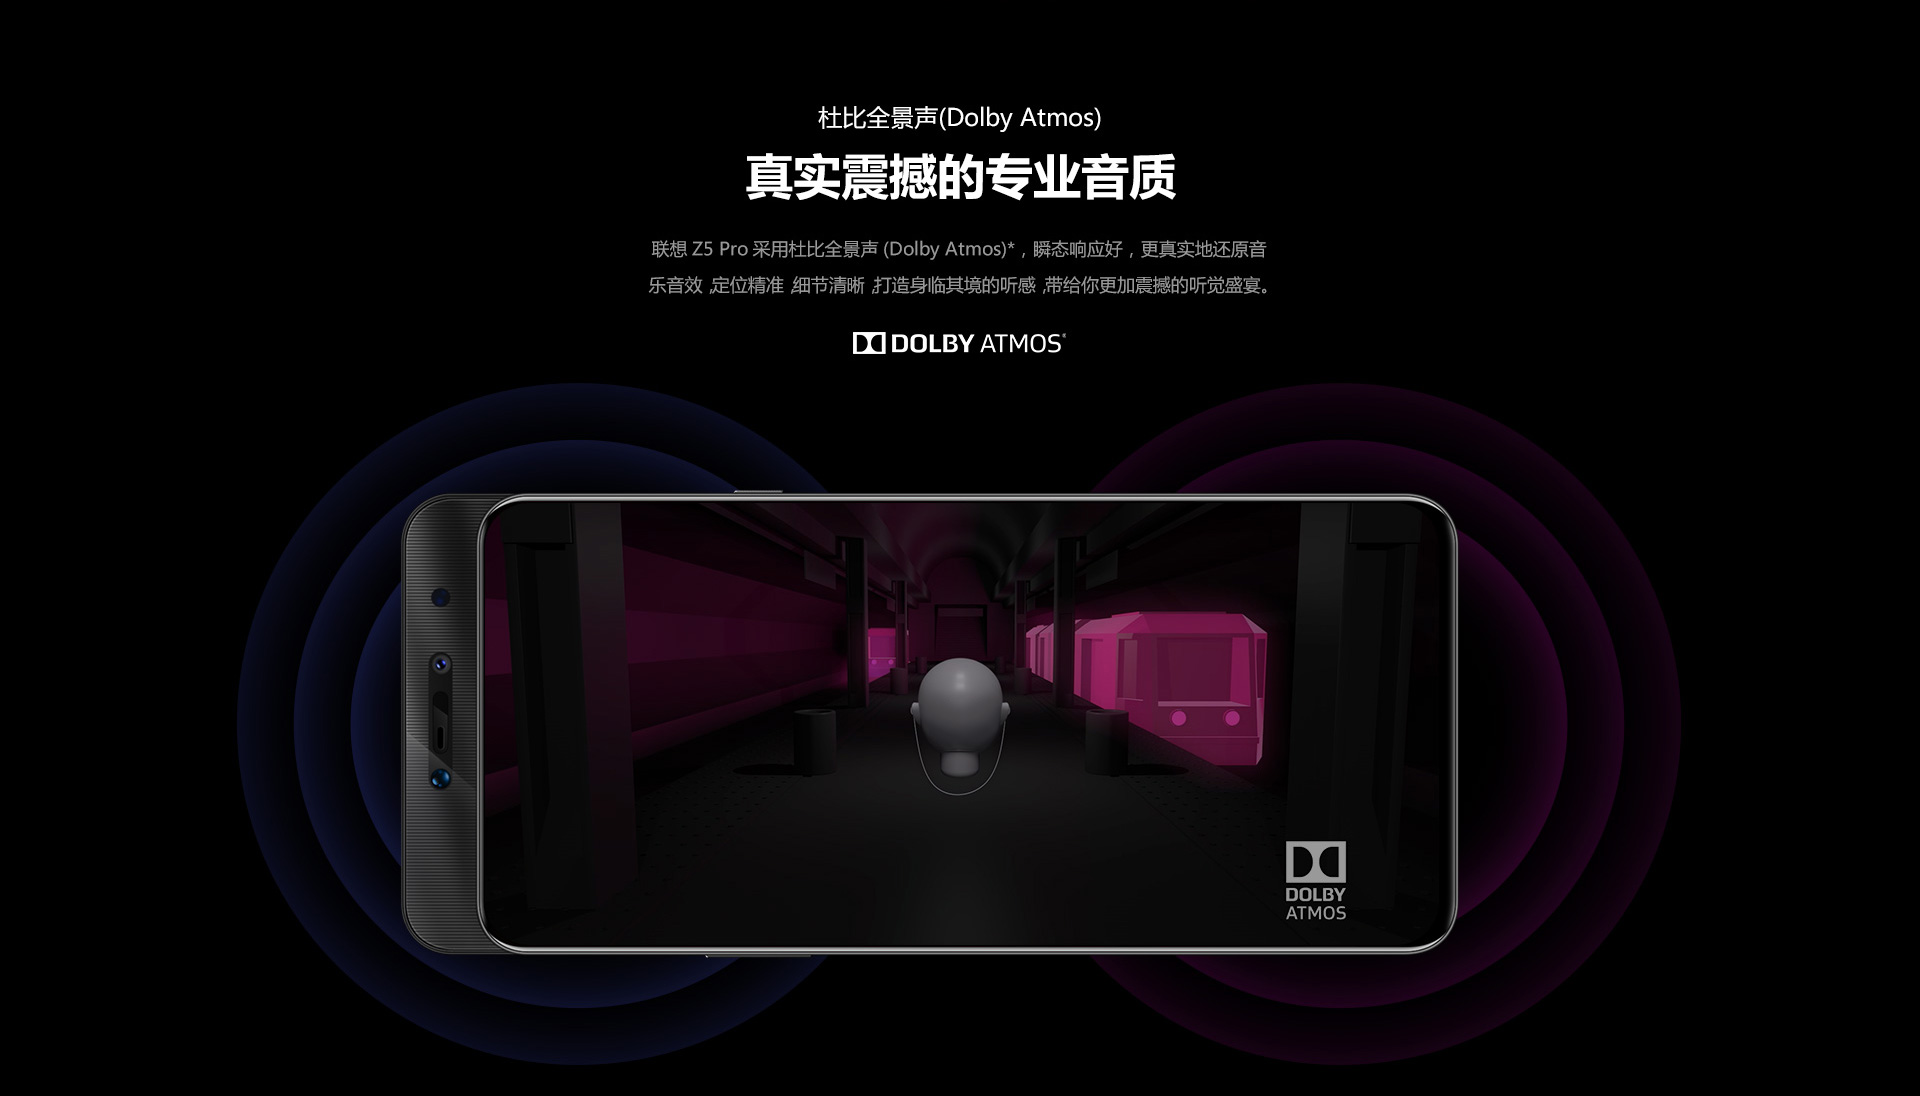 杜比全景声(Dolby Atmos)
真实震撼的专业音质
联想 Z5 Pro 采用杜比全景声 (Dolby Atmos)*，瞬态响应好，更真实地还原音
乐音效,定位精准,细节清晰,打造身临其境的听感,带给你更加震撼的听觉盛宴。
DOLBY ATMOS®
DOLBY
ATMOS